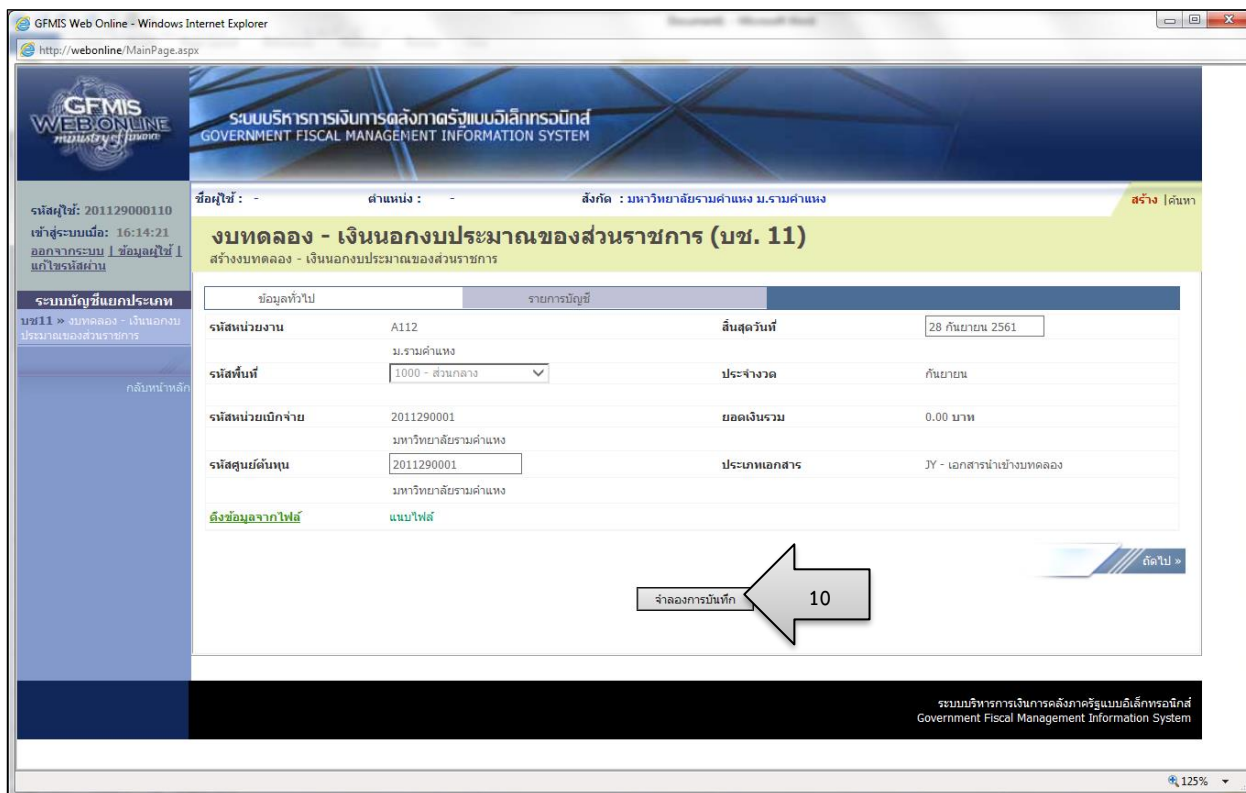 GFMIS Web Online - Windows Internet Explorer
http://webonline/MainPage.aspx
GFMIS
WEB ONLINE
ministry of finance
ระบบบริหารการเงินการคลังภาครัฐแบบอิเล็กทรอนิกส์
GOVERNMENT FISCAL MANAGEMENT INFORMATION SYSTEM
รหัสผู้ใช้: 201129000110
เข้าสู่ระบบเมื่อ: 16:14:21
ออกจากระบบ | ข้อมูลผู้ใช้ |
แก้ไขรหัสผ่าน
ชื่อผู้ใช้ : - ตำแหน่ง : - สังกัด : มหาวิทยาลัยรามคำแหง ม.รามคำแหง
สร้าง |ค้นหา
งบทดลอง - เงินนอกงบประมาณของส่วนราชการ (บช. 11)
สร้างงบทดลอง - เงินนอกงบประมาณของส่วนราชการ
ระบบบัญชีแยกประเภท
บช11 » งบทดลอง - เงินนอกงบ
ประมาณของส่วนราชการ
กลับหน้าหลัก
ข้อมูลทั่วไป รายการบัญชี
รหัสหน่วยงาน A112 สิ้นสุดวันที่ 28 กันยายน 2561
ม.รามคำแหง
รหัสพื้นที่ 1000 - ส่วนกลาง ประจำงวด กันยายน
รหัสหน่วยเบิกจ่าย 2011290001 ยอดเงินรวม 0.00 บาท
มหาวิทยาลัยรามคำแหง
รหัสศูนย์ต้นทุน 2011290001 ประเภทเอกสาร JY - เอกสารนำเข้างบทดลอง
มหาวิทยาลัยรามคำแหง
ดึงข้อมูลจากไฟล์ แนบไฟล์
ถัดไป »
จำลองการบันทึก 10
ระบบบริหารการเงินการคลังภาครัฐแบบอิเล็กทรอนิกส์
Government Fiscal Management Information System
125%